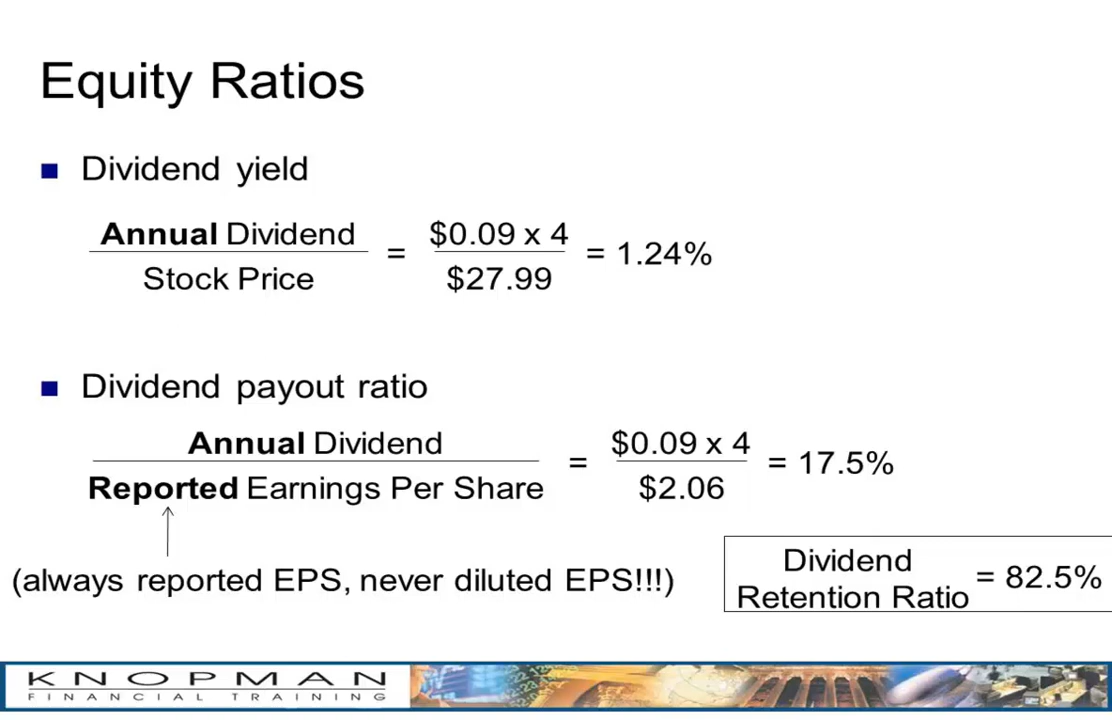 Equity Ratios
Dividend yield
Annual Dividend
Stock Price
=
$0.09 x 4
$27.99
= 1.24%
Dividend payout ratio
Annual Dividend
Reported Earnings Per Share
=
$0.09 x 4
$2.06
= 17.5%
(always reported EPS, never diluted EPS!!!)
Dividend
Retention Ratio
= 82.5%
KNOPMAN
FINANCIAL TRAINING